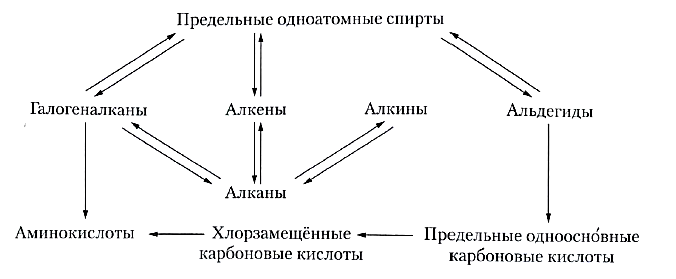 Предельные одноатомные спирты
Галогеналканы Алкены Алкины Альдегиды
Алканы
Аминокислоты Хлорзамещённые Предельные одноосно́вные
карбоновые кислоты карбоновые кислоты